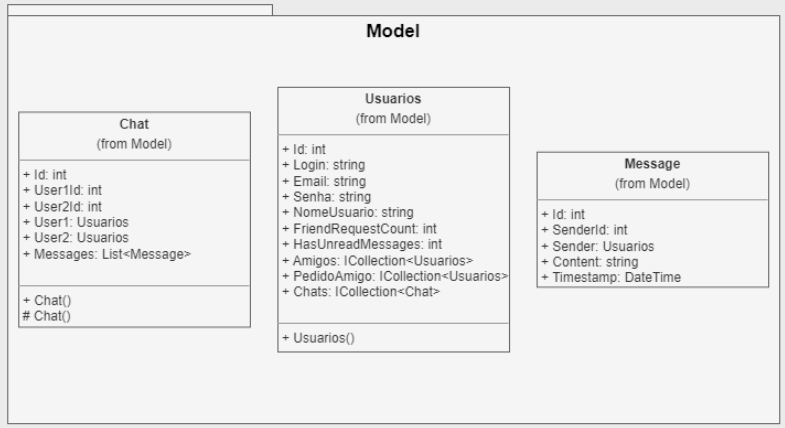 Model
Chat
(from Model)
+ Id: int
+ User1Id: int
+ User2Id: int
+ User1: Usuarios
+ User2: Usuarios
+ Messages: List<Message>
+ Chat()
# Chat()
Usuarios
(from Model)
+ Id: int
+ Login: string
+ Email: string
+ Senha: string
+ NomeUsuario: string
+ FriendRequestCount: int
+ HasUnreadMessages: int
+ Amigos: ICollection<Usuarios>
+ PedidoAmigo: ICollection<Usuarios>
+ Chats: ICollection<Chat>
+ Usuarios()
Message
(from Model)
+ Id: int
+ SenderId: int
+ Sender: Usuarios
+ Content: string
+ Timestamp: DateTime